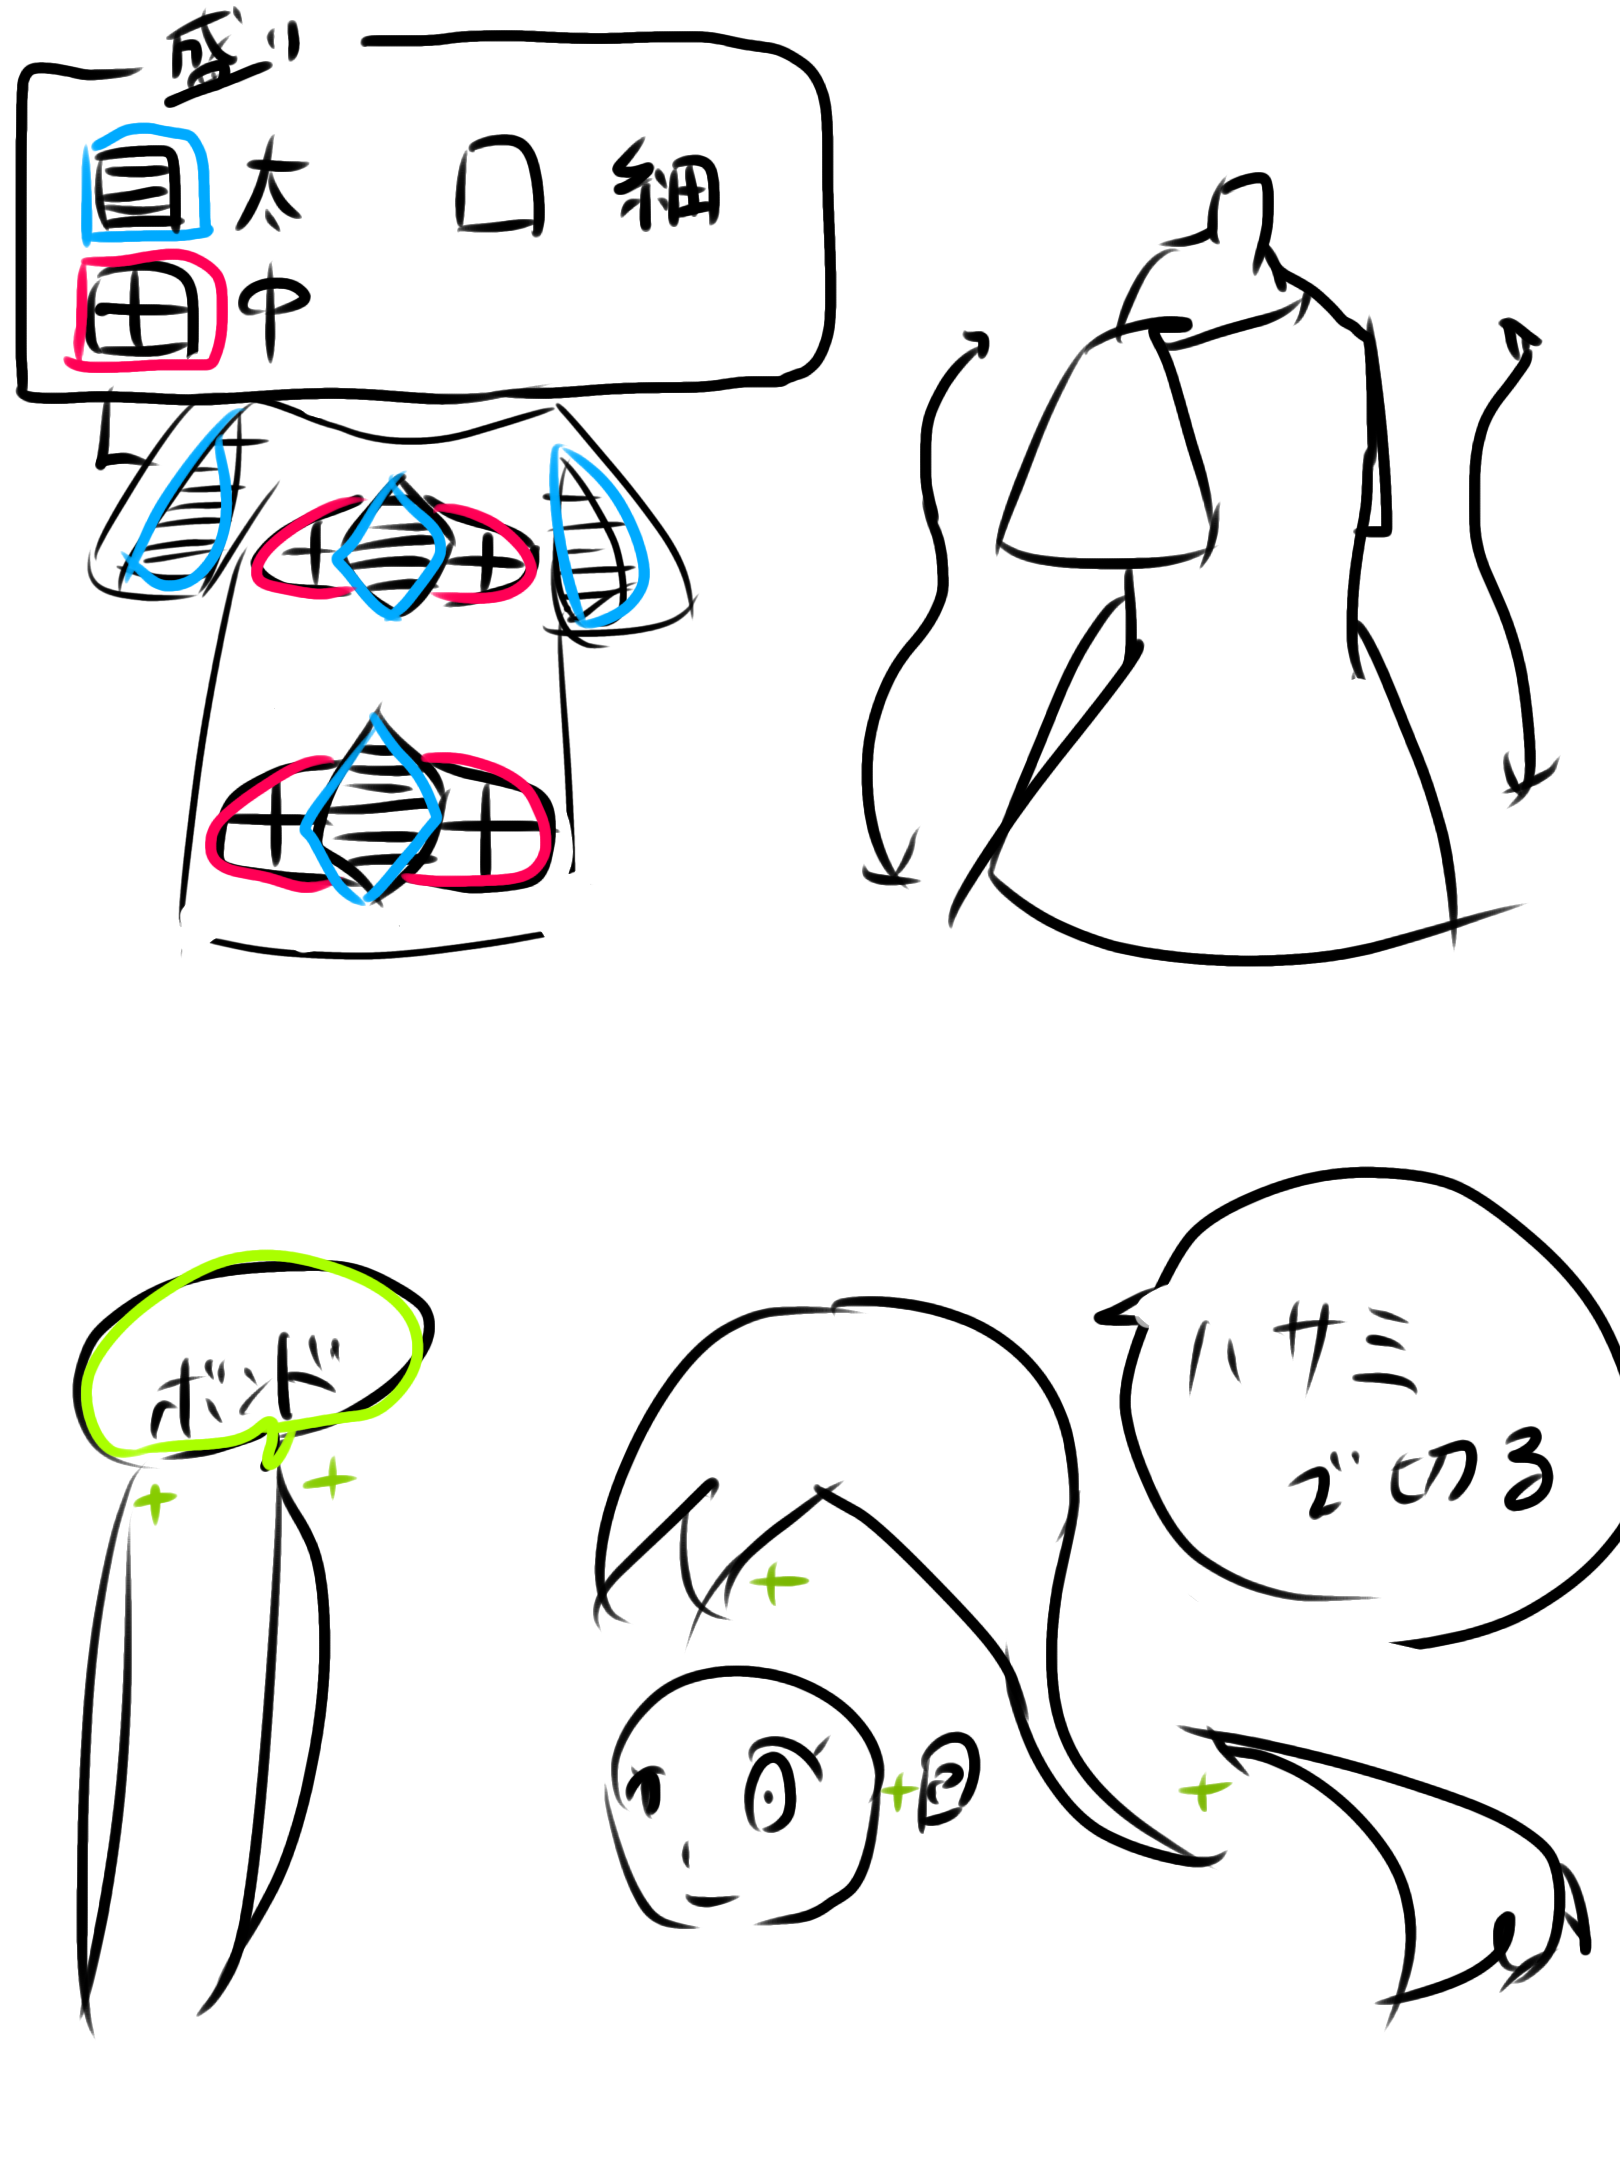 盛り
太 細
中
ボンド
ハサミ
で切る